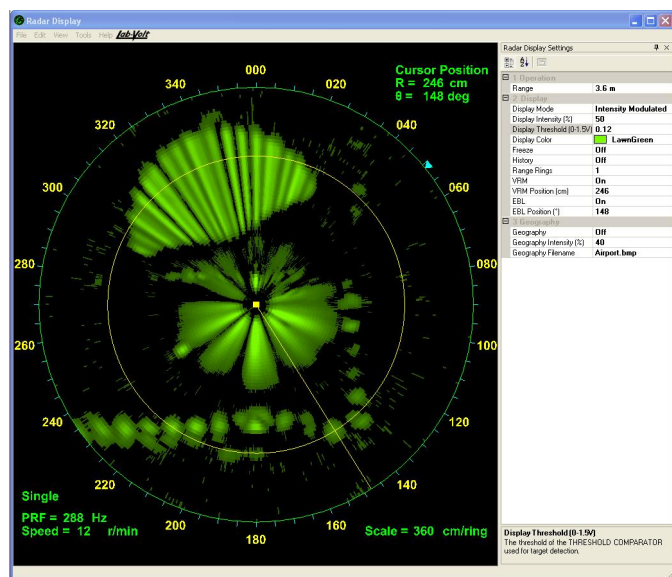 Radar Display
File Edit View Tools Help Lab-Volt
Cursor Position
R = 246 cm
θ = 148 deg
000
020
040
060
080
100
120
140
160
180
200
220
240
260
280
300
320
340
Single
PRF = 288 Hz
Speed = 12 r/min
Scale = 360 cm/ring
Radar Display Settings
1 Operation
Range 3.6 m
2 Display
Display Mode Intensity Modulated
Display Intensity (%) 50
Display Threshold (0-1.5V) 0.12
Display Color LawnGreen
Freeze Off
History Off
Range Rings 1
VRM On
VRM Position (cm) 246
EBL On
EBL Position (°) 148
3 Geography
Geography Off
Geography Intensity (%) 40
Geography Filename Airport.bmp
Display Threshold (0-1.5V)
The threshold of the THRESHOLD COMPARATOR
used for target detection.